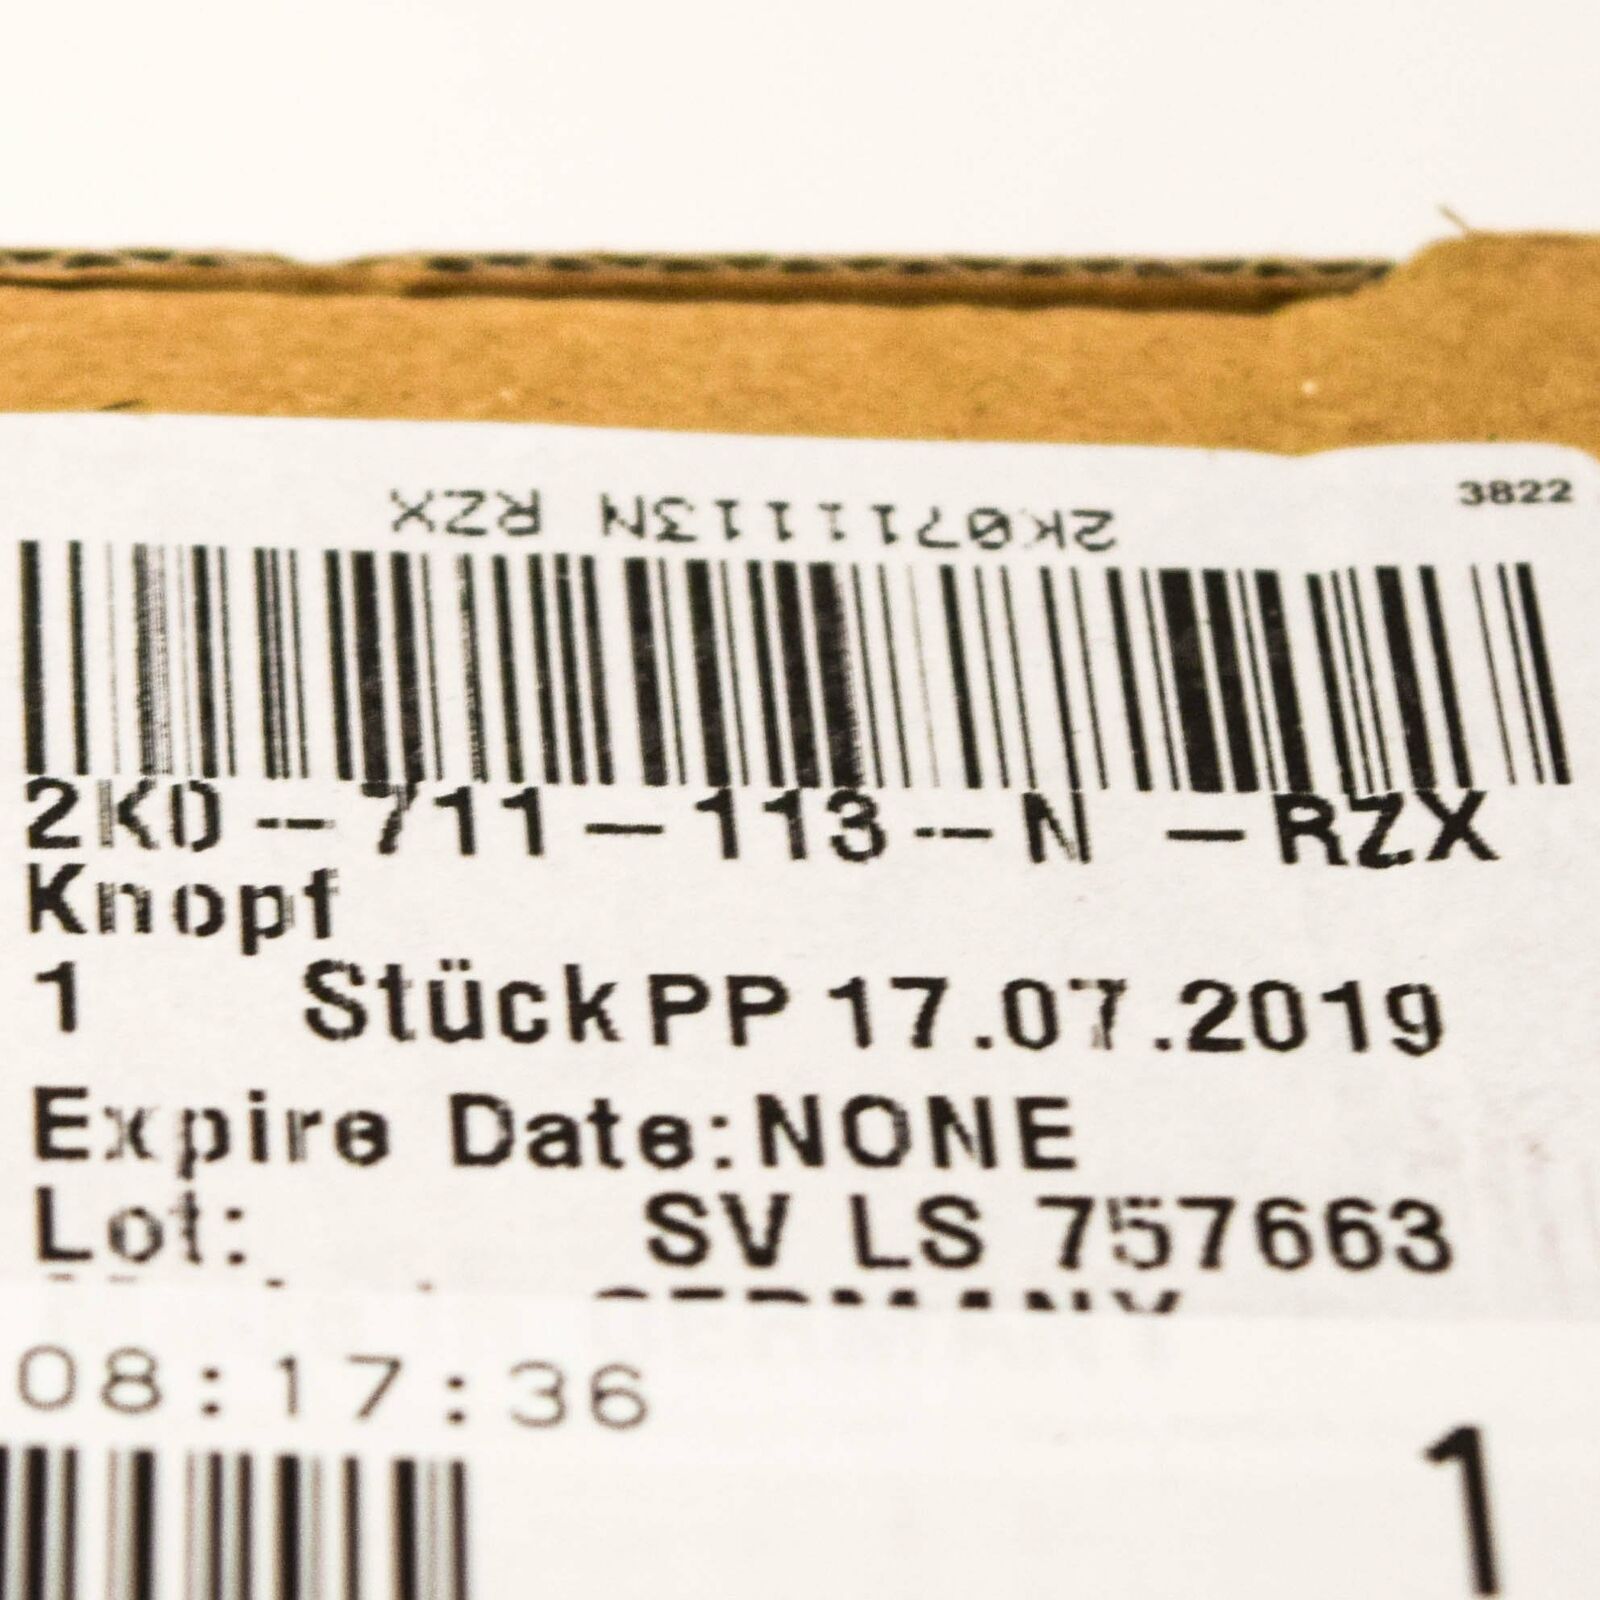 3822
2K0711113N RZX
2K0-711-113-N -RZX
Knopf
1 Stück PP 17.07.2019
Expire Date:NONE
Lot: SV LS 757663
GERMANY
08:17:36
1